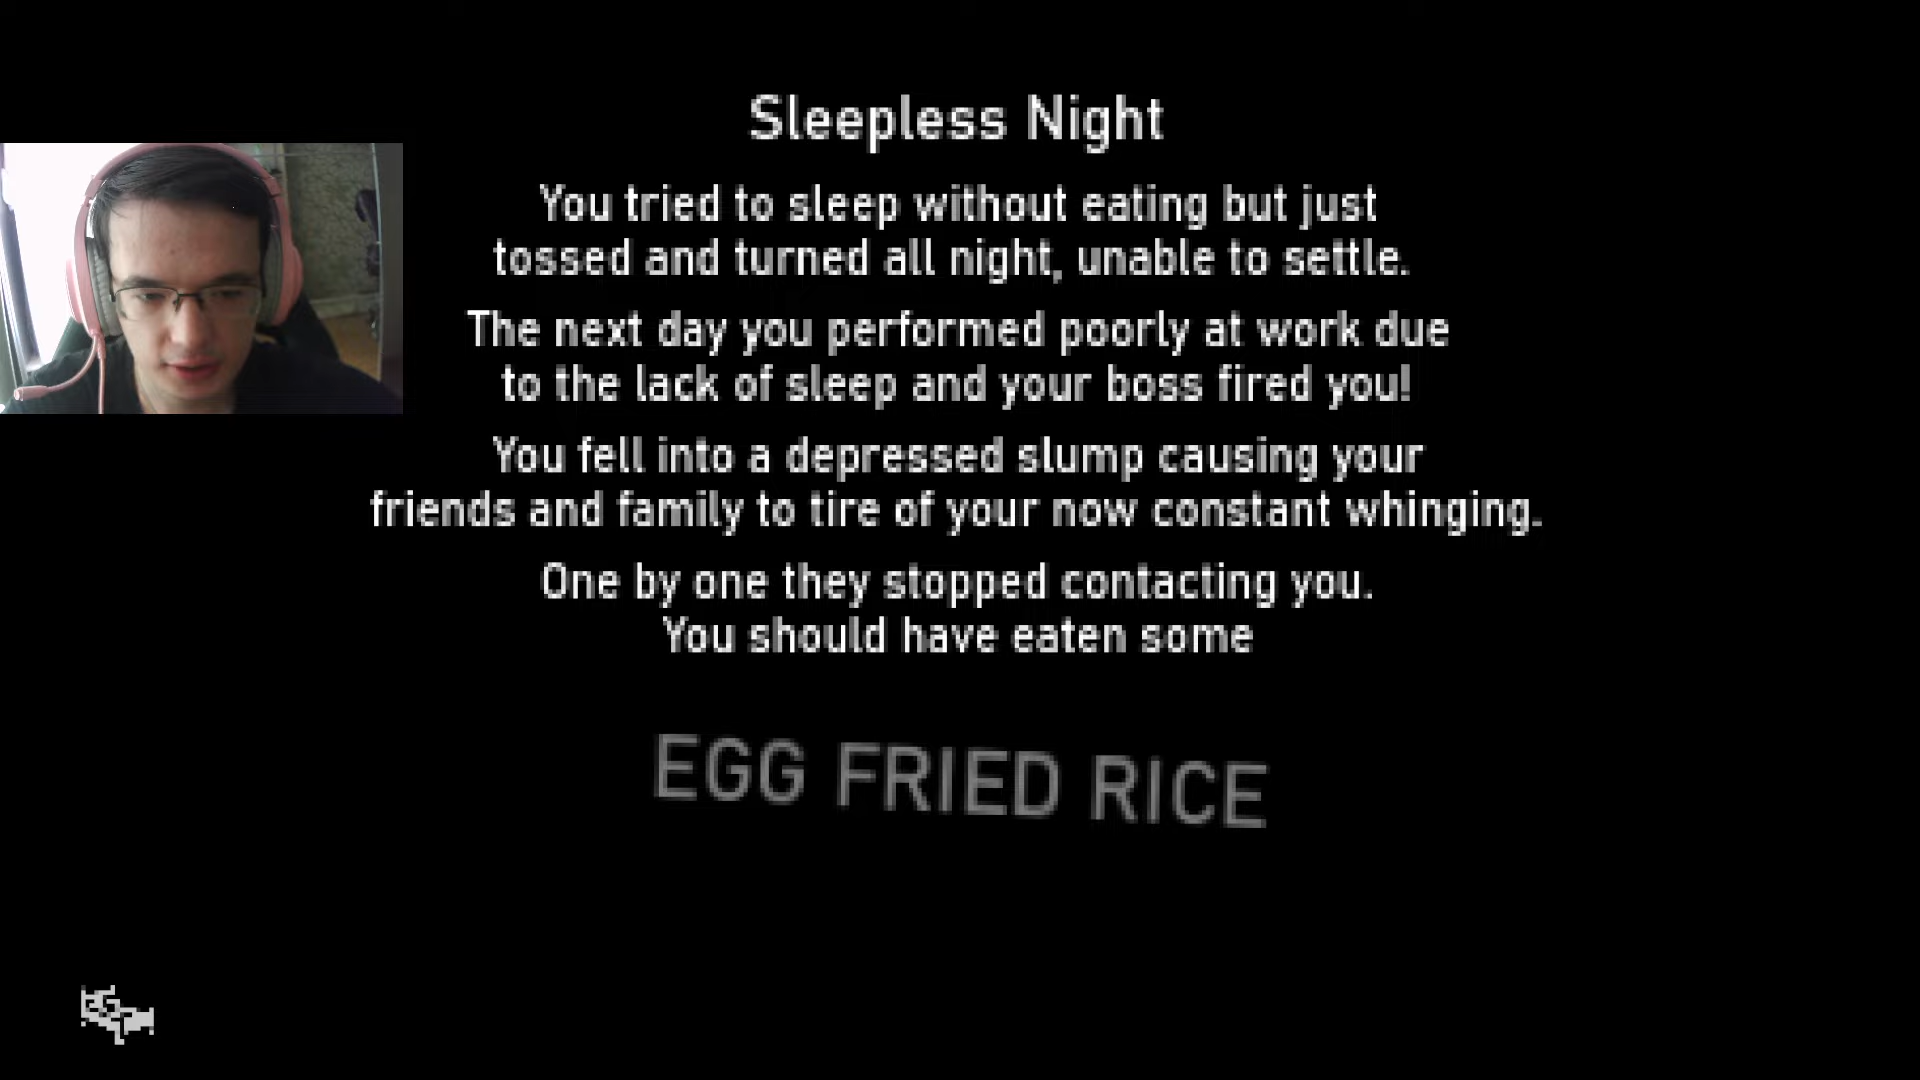 Sleepless Night
You tried to sleep without eating but just
tossed and turned all night, unable to settle.
The next day you performed poorly at work due
to the lack of sleep and your boss fired you!
You fell into a depressed slump causing your
friends and family to tire of your now constant whinging.
One by one they stopped contacting you.
You should have eaten some
EGG FRIED RICE